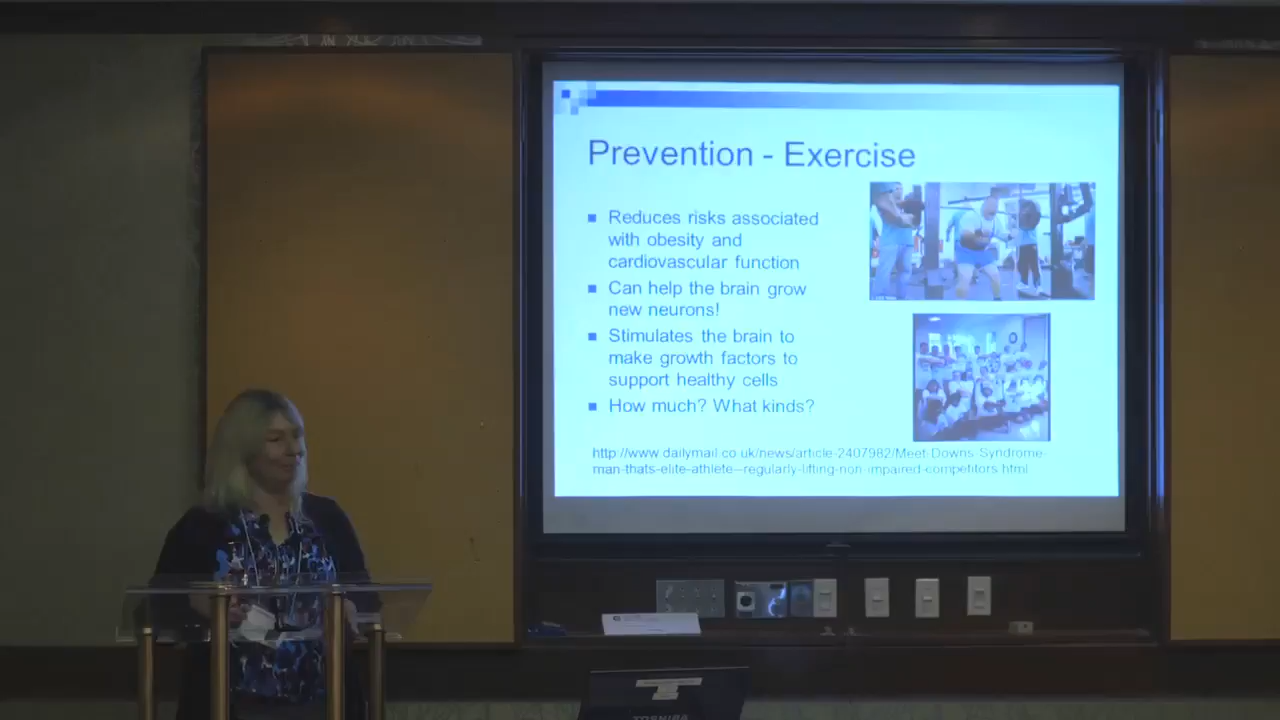 Prevention - Exercise
Reduces risks associated
with obesity and
cardiovascular function
Can help the brain grow
new neurons!
Stimulates the brain to
make growth factors to
support healthy cells
How much? What kinds?
http://www.dailymail.co.uk/news/article-2407982/Meet-Downs-Syndrome-
man-thats-elite-athlete--regularly-lifting-non-impaired-competitors.html
TOSHIBA